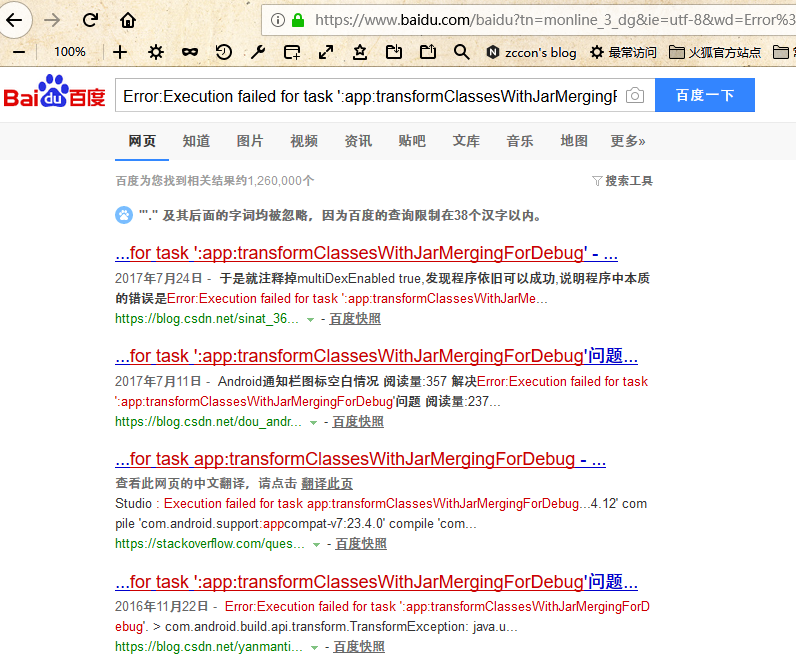 https://www.baidu.com/baidu?tn=monline_3_dg&ie=utf-8&wd=Error%3
100%
zccon's blog
最常访问
火狐官方站点
Bai du 百度
Error:Execution failed for task ':app:transformClassesWithJarMergingF
百度一下
网页 知道 图片 视频 资讯 贴吧 文库 音乐 地图 更多»
百度为您找到相关结果约1,260,000个
搜索工具
"'." 及其后面的字词均被忽略，因为百度的查询限制在38个汉字以内。
...for task ':app:transformClassesWithJarMergingForDebug' - ...
2017年7月24日 - 于是就注释掉multiDexEnabled true,发现程序依旧可以成功,说明程序中本质
的错误是Error:Execution failed for task ':app:transformClassesWithJarMe...
https://blog.csdn.net/sinat_36... - 百度快照
...for task ':app:transformClassesWithJarMergingForDebug'问题...
2017年7月11日 - Android通知栏图标空白情况 阅读量:357 解决Error:Execution failed for task
':app:transformClassesWithJarMergingForDebug'问题 阅读量:237...
https://blog.csdn.net/dou_andr... - 百度快照
...for task app:transformClassesWithJarMergingForDebug - ...
查看此网页的中文翻译，请点击 翻译此页
Studio : Execution failed for task app:transformClassesWithJarMergingForDebug...4.12' com
pile 'com.android.support:appcompat-v7:23.4.0' compile 'com...
https://stackoverflow.com/ques... - 百度快照
...for task ':app:transformClassesWithJarMergingForDebug'问题...
2016年11月22日 - Error:Execution failed for task ':app:transformClassesWithJarMergingForD
ebug'. > com.android.build.api.transform.TransformException: java.u...
https://blog.csdn.net/yanmanti... - 百度快照